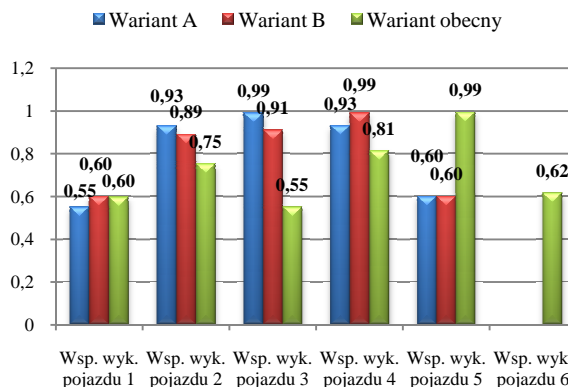 Wariant A Wariant B Wariant obecny
1,2
1
0,8
0,6
0,4
0,2
0
0,55 0,60 0,60
0,93 0,89 0,75
0,99 0,91 0,55
0,93 0,99 0,81
0,60 0,60 0,99
0,62
Wsp. wyk. pojazdu 1
Wsp. wyk. pojazdu 2
Wsp. wyk. pojazdu 3
Wsp. wyk. pojazdu 4
Wsp. wyk. pojazdu 5
Wsp. wyk. pojazdu 6